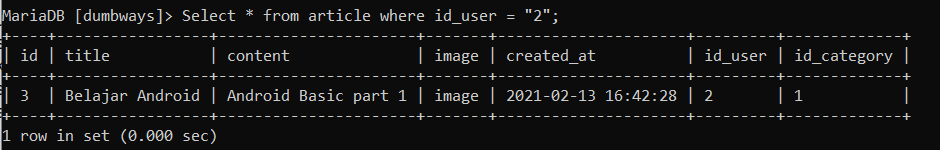 MariaDB [dumbways]> Select * from article where id_user = "2";
+----+-----------------+----------------------+-------+---------------------+---------+-------------+
| id | title           | content              | image | created_at          | id_user | id_category |
+----+-----------------+----------------------+-------+---------------------+---------+-------------+
| 3  | Belajar Android | Android Basic part 1 | image | 2021-02-13 16:42:28 | 2       | 1           |
+----+-----------------+----------------------+-------+---------------------+---------+-------------+
1 row in set (0.000 sec)